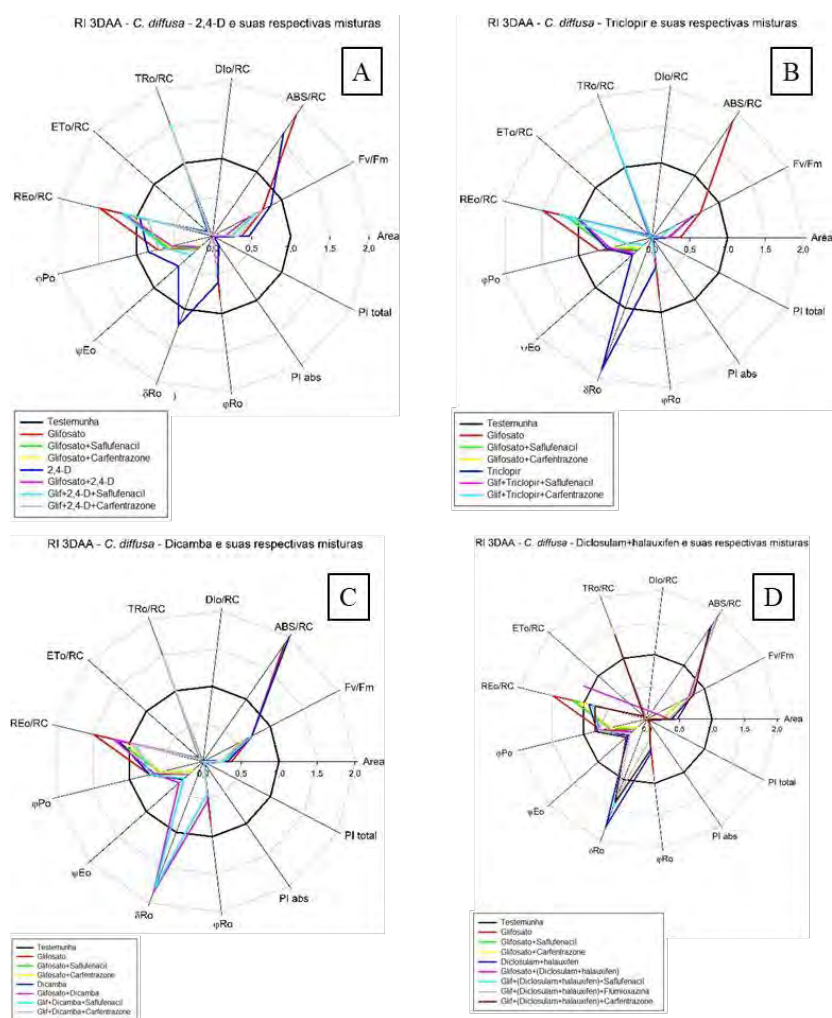 RI 3DAA - C. diffusa - 2,4-D e suas respectivas misturas
A
DIo/RC
TRo/RC
ABS/RC
ETo/RC
Fv/Fm
REo/RC
Area
0,0 0,5 1,0 1,5 2,0
φPo
PI total
ψEo
PI abs
δRo )
φRo
Testemunha
Glifosato
Glifosato+Saflufenacil
Glifosato+Carfentrazone
2,4-D
Glifosato+2,4-D
Glif+2,4-D+Saflufenacil
Glif+2,4-D+Carfentrazone
RI 3DAA - C. diffusa - Triclopir e suas respectivas misturas
B
DIo/RC
TRo/RC
ABS/RC
ETo/RC
Fv/Fm
REo/RC
Area
0,5 1,0 1,5 2,0
φPo
PI total
ψEo
PI abs
δRo
φRo
Testemunha
Glifosato
Glifosato+Saflufenacil
Glifosato+Carfentrazone
Triclopir
Glif+Triclopir+Saflufenacil
Glif+Triclopir+Carfentrazone
RI 3DAA - C. diffusa - Dicamba e suas respectivas misturas
C
DIo/RC
TRo/RC
ABS/RC
ETo/RC
Fv/Fm
REo/RC
Area
0,5 1,0 1,5 2,0
φPo
PI total
ψEo
PI abs
δRo
φRo
Testemunha
Glifosato
Glifosato+Saflufenacil
Glifosato+Carfentrazone
Dicamba
Glifosato+Dicamba
Glif+Dicamba+Saflufenacil
Glif+Dicamba+Carfentrazone
RI 3DAA - C. diffusa - Diclosulam+halauxifen e suas respectivas misturas
D
DIo/RC
TRo/RC
ABS/RC
ETo/RC
Fv/Fm
REo/RC
Area
0,5 1,0 1,5 2,0
φPo
PI total
ψEo
PI abs
δRo
φRo
Testemunha
Glifosato
Glifosato+Saflufenacil
Glifosato+Carfentrazone
Diclosulam+halauxifen
Glifosato+(Diclosulam+halauxifen)
Glif+(Diclosulam+halauxifen)+Saflufenacil
Glif+(Diclosulam+halauxifen)+Flumioxazina
Glif+(Diclosulam+halauxifen)+Carfentrazone